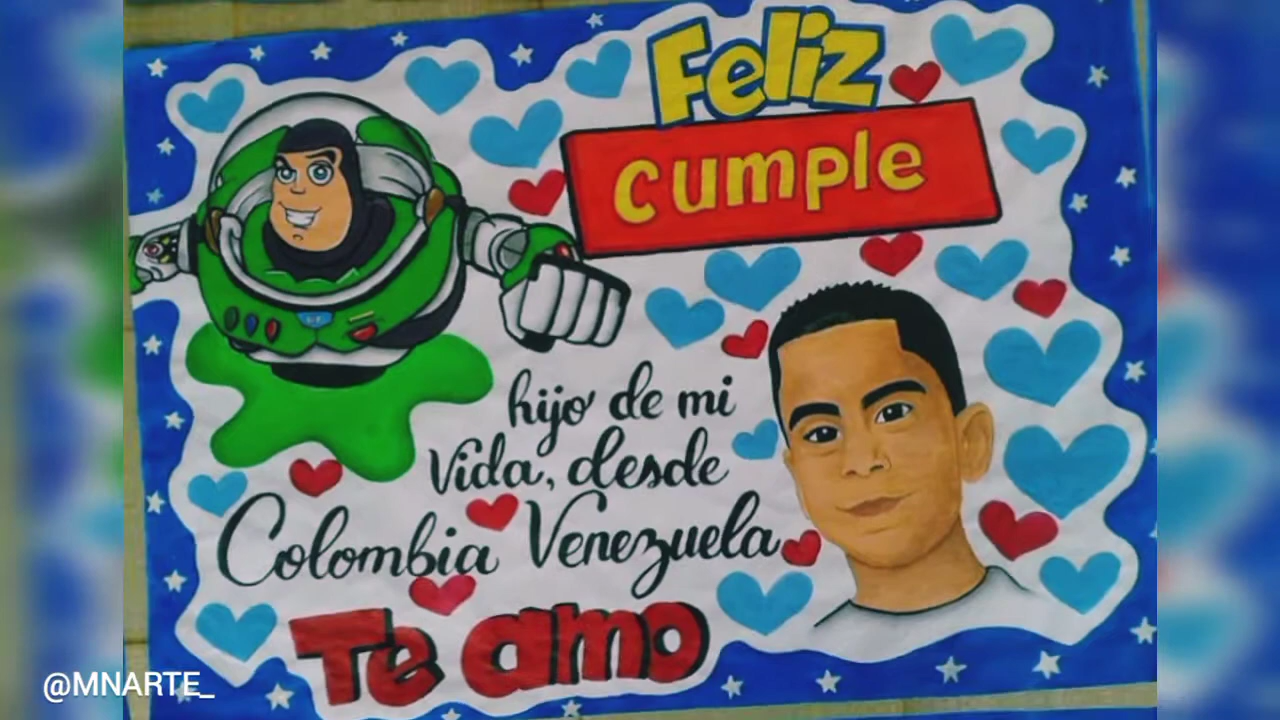 Feliz
cumple
hijo de mi
Vida, desde
Colombia Venezuela
Te amo
@MNARTE_